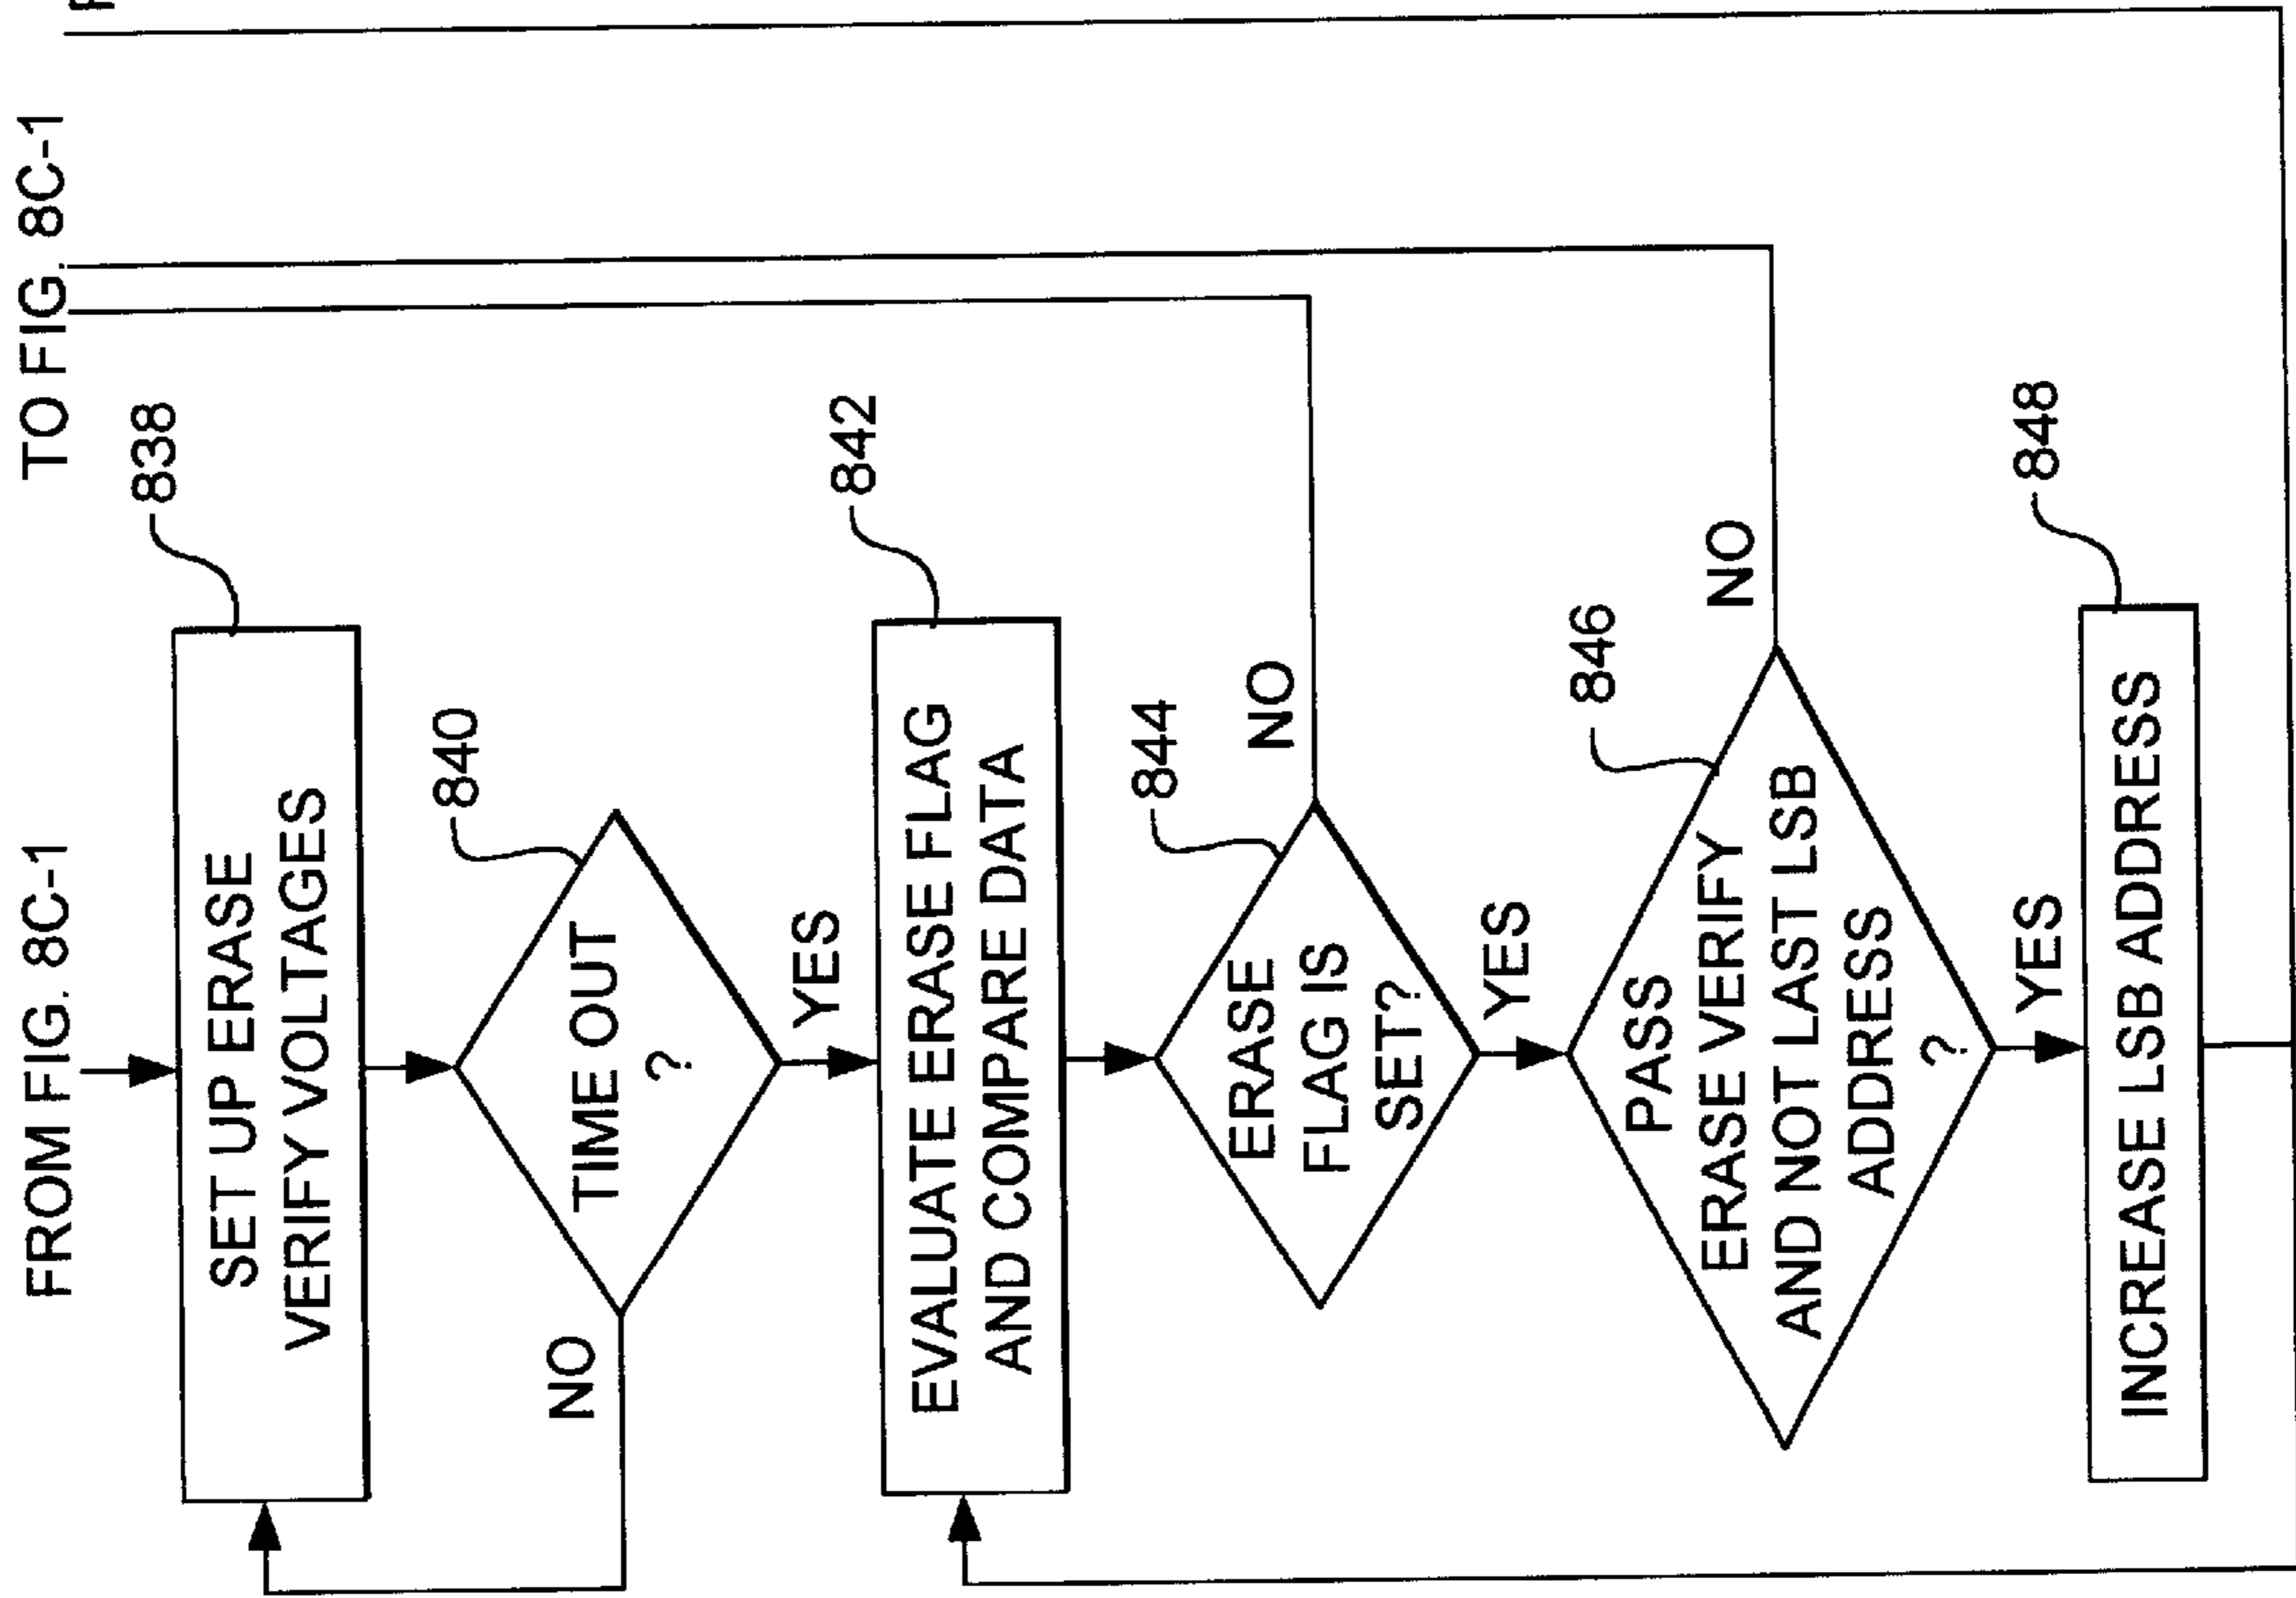 FROM FIG. 8C-1
TO FIG. 8C-1
SET UP ERASE
VERIFY VOLTAGES
838
TIME OUT
?
840
NO
YES
EVALUATE ERASE FLAG
AND COMPARE DATA
842
ERASE
FLAG IS
SET?
844
NO
YES
PASS
ERASE VERIFY
AND NOT LAST LSB
ADDRESS
?
846
NO
YES
INCREASE LSB ADDRESS
848